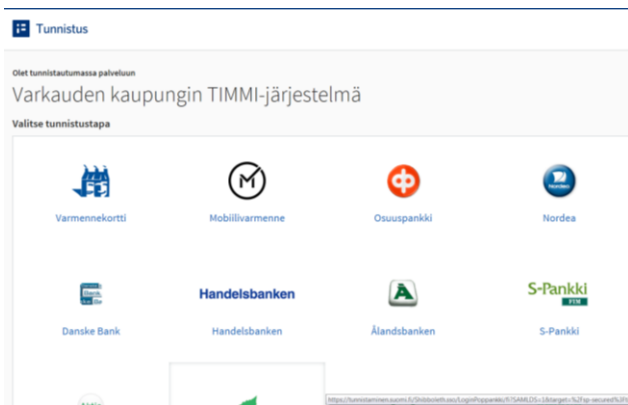 Tunnistus
Olet tunnistautumassa palveluun
Varkauden kaupungin TIMMI-järjestelmä
Valitse tunnistustapa
Varmennekortti
Mobiilivarmenne
Osuuspankki
Nordea
Handelsbanken
S-Pankki
Danske Bank
Handelsbanken
Ålandsbanken
S-Pankki